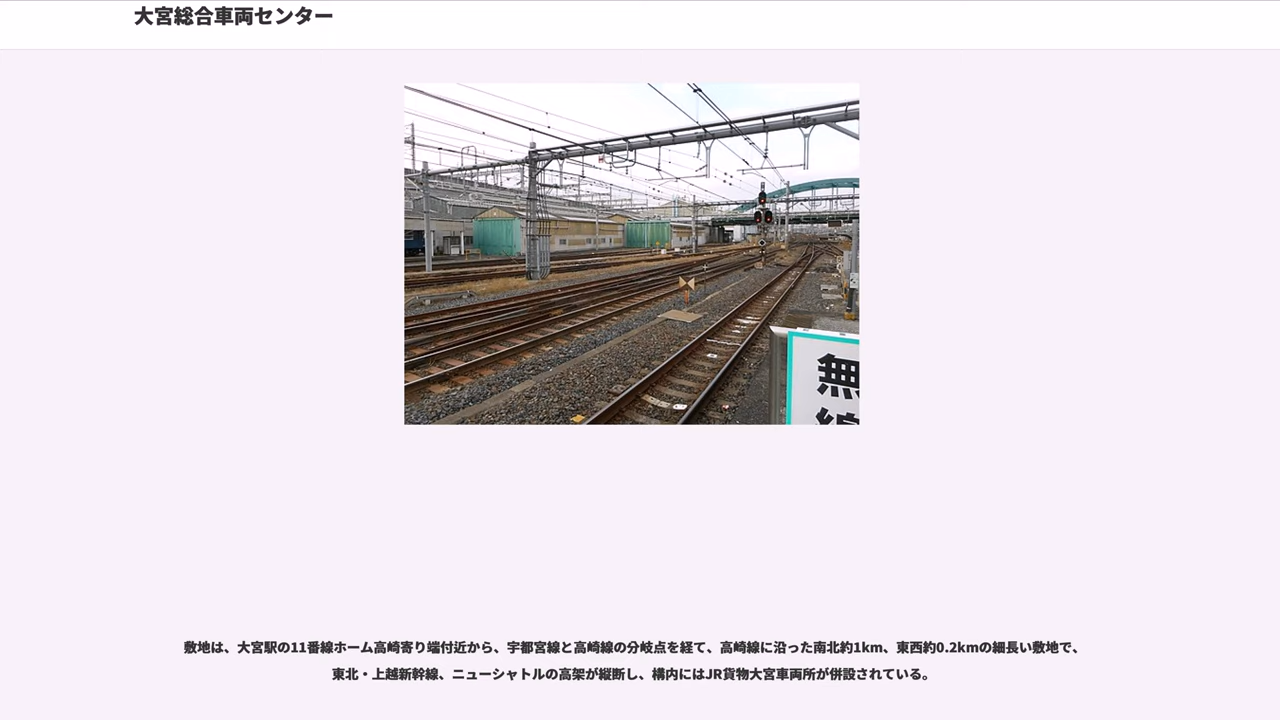 大宮総合車両センター
無
線
敷地は、大宮駅の11番線ホーム高崎寄り端付近から、宇都宮線と高崎線の分岐点を経て、高崎線に沿った南北約1km、東西約0.2kmの細長い敷地で、
東北・上越新幹線、ニューシャトルの高架が縦断し、構内にはJR貨物大宮車両所が併設されている。